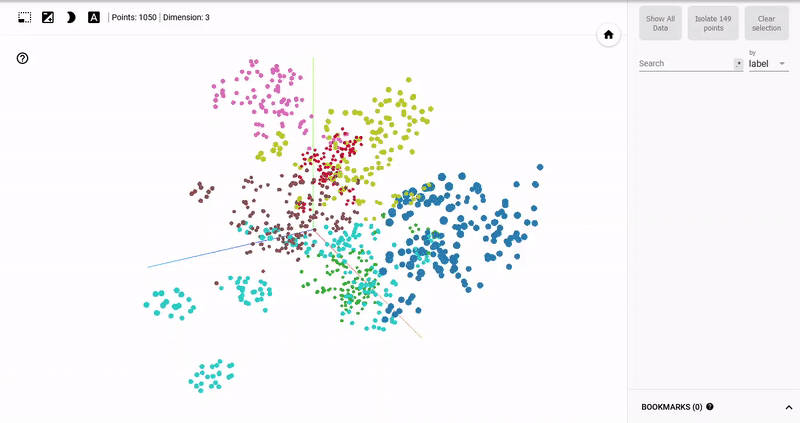 A
Points: 1050
Dimension: 3
Show All
Data
Isolate 149
points
Clear
selection
Search
.*
by
label
BOOKMARKS (0)